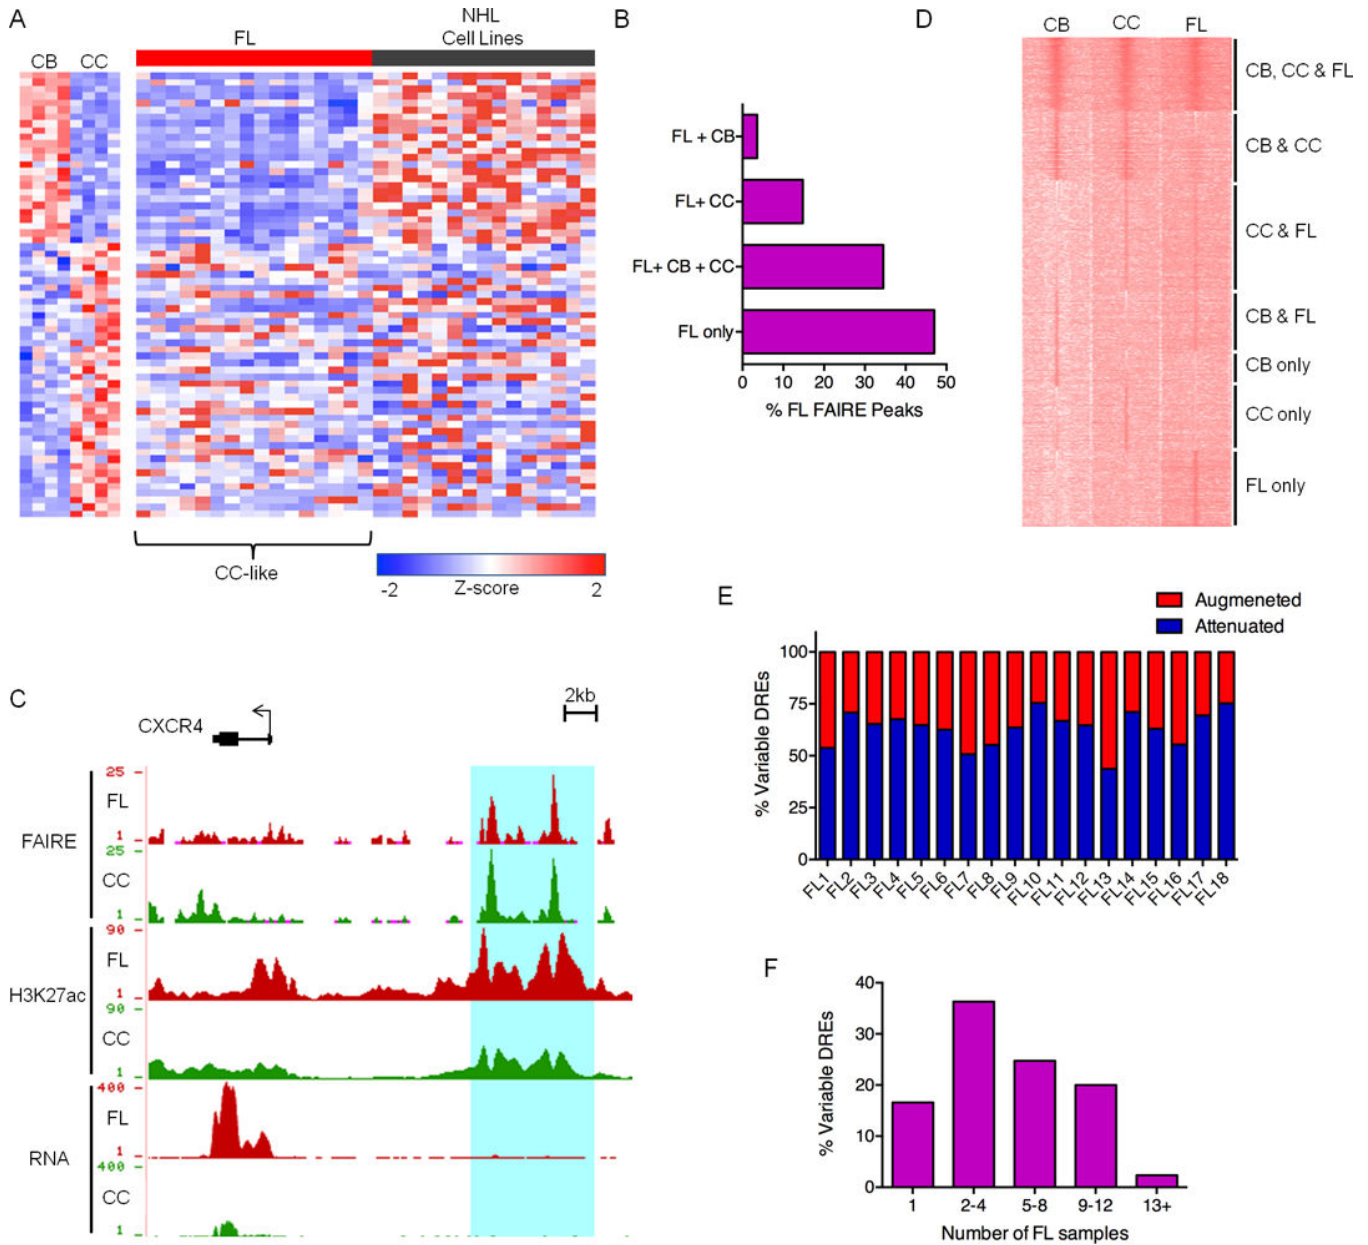 A
CB CC
FL
NHL
Cell Lines
CC-like
-2 Z-score 2
B
FL + CB
FL+ CC
FL+ CB + CC
FL only
0 10 20 30 40 50
% FL FAIRE Peaks
D
CB CC FL
CB, CC & FL
CB & CC
CC & FL
CB & FL
CB only
CC only
FL only
C
CXCR4
2kb
FAIRE
25
FL
1
25
CC
1
H3K27ac
90
FL
1
90
CC
1
RNA
400
FL
1
400
CC
1
E
Augmeneted
Attenuated
% Variable DREs
100
75
50
25
0
FL1 FL2 FL3 FL4 FL5 FL6 FL7 FL8 FL9 FL10 FL11 FL12 FL13 FL14 FL15 FL16 FL17 FL18
F
% Variable DREs
40
30
20
10
0
1 2-4 5-8 9-12 13+
Number of FL samples